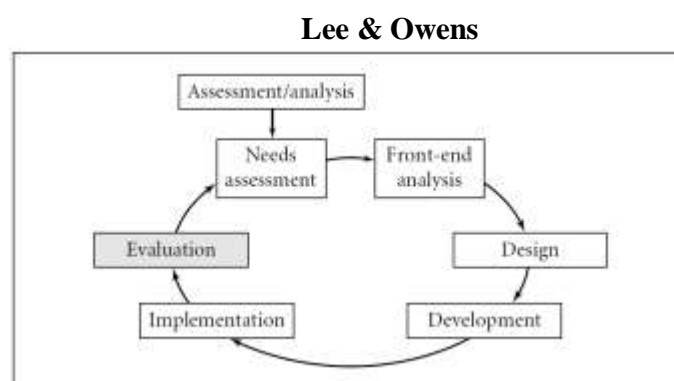 Lee & Owens
Assessment/analysis
Needs
assessment
Front-end
analysis
Evaluation
Design
Implementation
Development